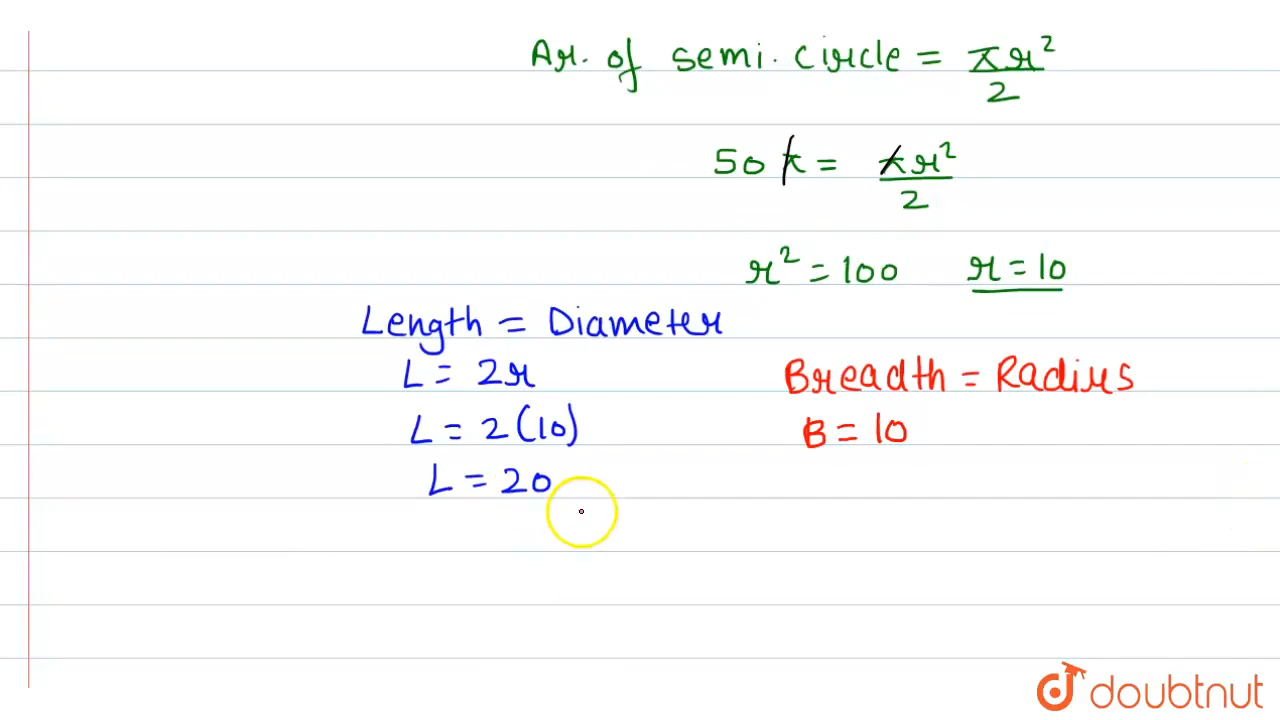 Ar. of semi. circle = πr²/2
50 π = πr²/2
r² = 100 r = 10
Length = Diameter
L = 2r
Breadth = Radius
L = 2(10)
B = 10
L = 20
doubtnut